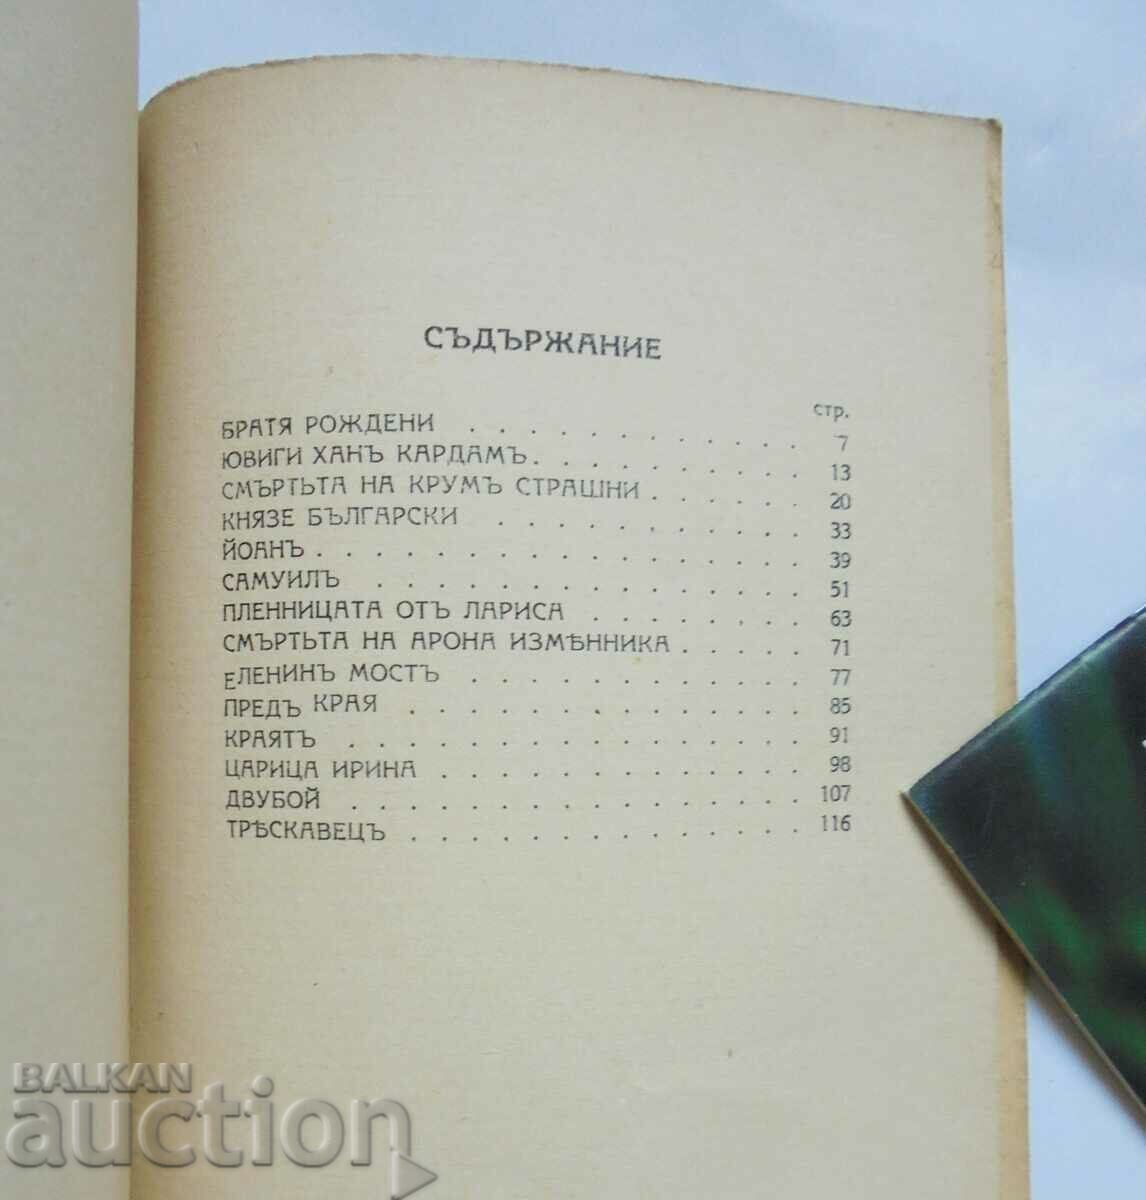 СЪДЪРЖАНИЕ
стр.
БРАТЯ РОЖДЕНИ . . . . . . . . . . . . 7
ЮВИГИ ХАНЪ КАРДАМЪ. . . . . . . . . . 13
СМЪРТЬТА НА КРУМЪ СТРАШНИ . . . . . . 20
КНЯЗЕ БЪЛГАРСКИ . . . . . . . . . . . 33
ЙОАНЪ . . . . . . . . . . . . . . . . 39
САМУИЛЪ . . . . . . . . . . . . . . . 51
ПЛЕННИЦАТА ОТЪ ЛАРИСА . . . . . . . . 63
СМЪРТЬТА НА АРОНА ИЗМѢННИКА . . . . . 71
ЕЛЕНИНЪ МОСТЪ . . . . . . . . . . . . 77
ПРЕДЪ КРАЯ . . . . . . . . . . . . . . 85
КРАЯТЪ . . . . . . . . . . . . . . . . 91
ЦАРИЦА ИРИНА . . . . . . . . . . . . . 98
ДВУБОЙ . . . . . . . . . . . . . . . . 107
ТРѢСКАВЕЦЪ . . . . . . . . . . . . . . 116
BALKAN
auction